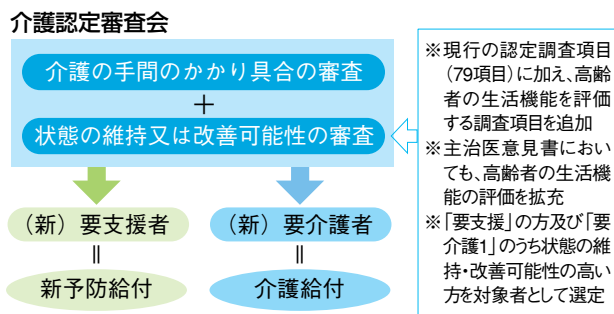 介護認定審査会
介護の手間のかかり具合の審査
＋
状態の維持又は改善可能性の審査
（新）要支援者
（新）要介護者
＝
＝
新予防給付
介護給付
※現行の認定調査項目
（79項目）に加え、高齢
者の生活機能を評価
する調査項目を追加
※主治医意見書におい
ても、高齢者の生活機
能の評価を拡充
※「要支援」の方及び「要
介護1」のうち状態の維
持・改善可能性の高い
方を対象者として選定